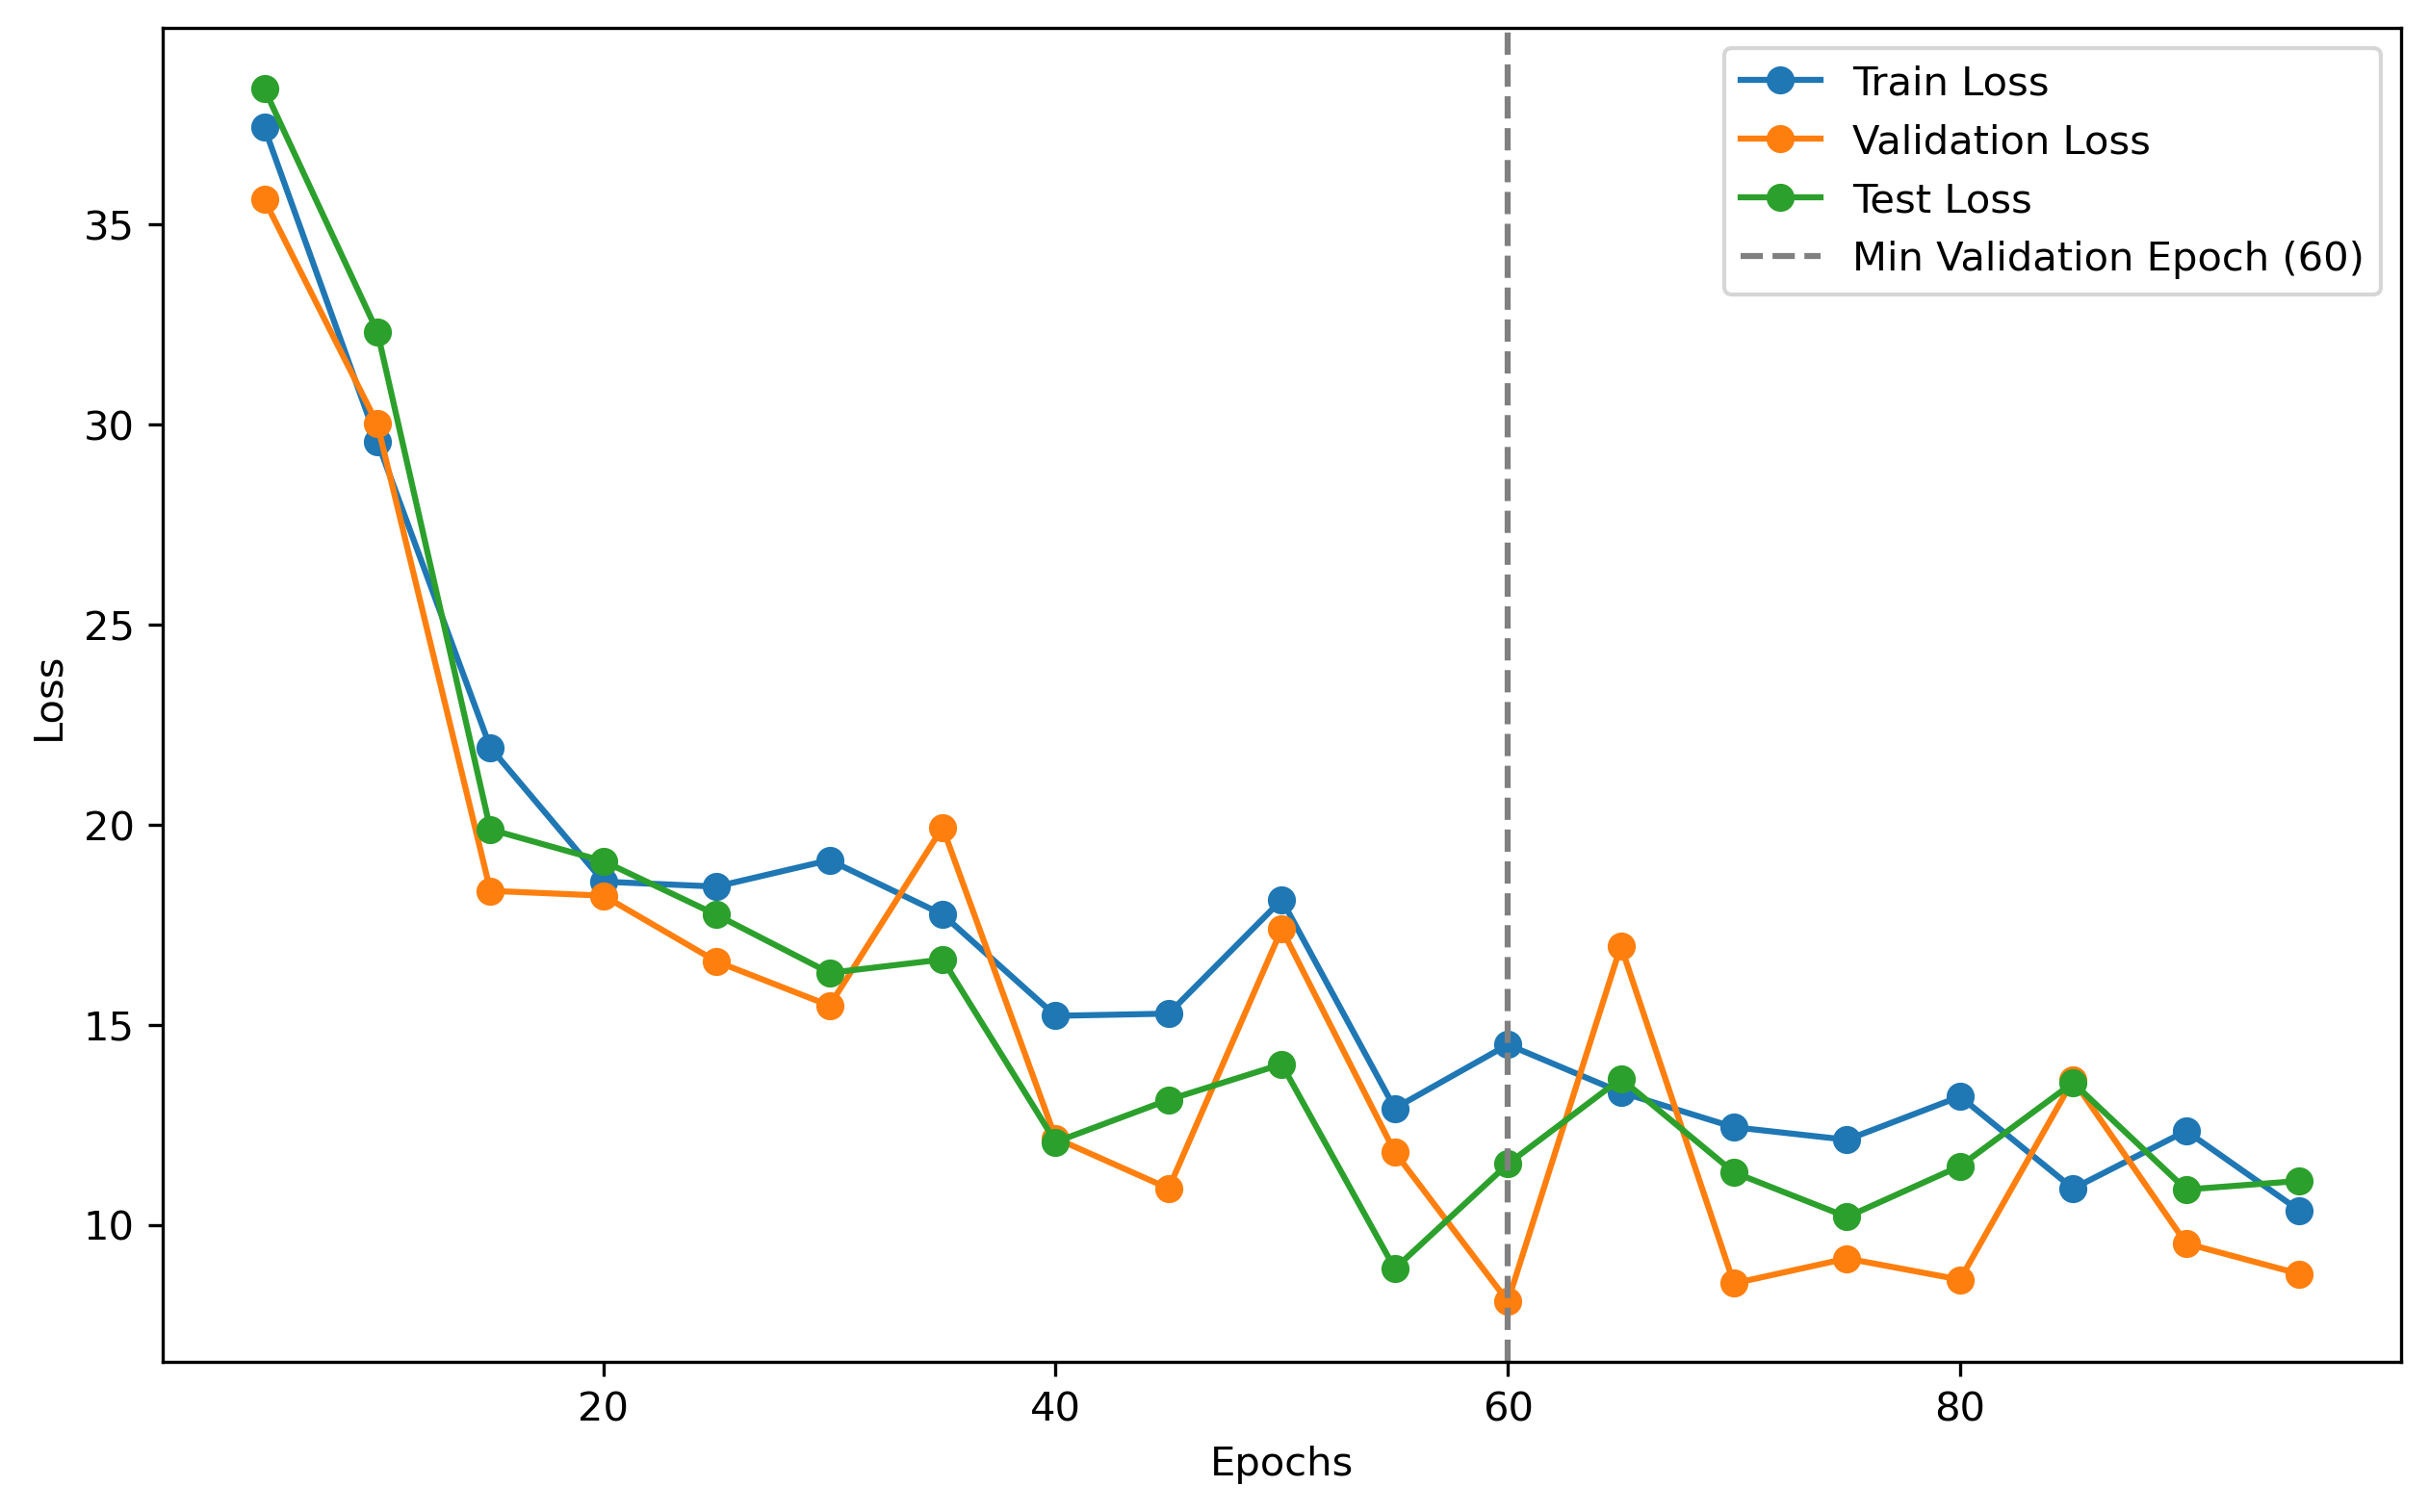 Train Loss
Validation Loss
Test Loss
Min Validation Epoch (60)
35
30
25
20
15
10
Loss
20 40 60 80
Epochs